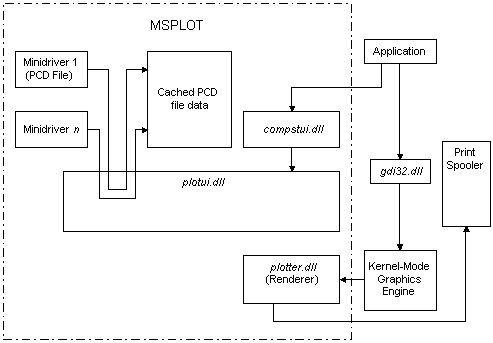 MSPLOT
Minidriver 1
(PCD File)
Cached PCD
file data
Application
Minidriver n
compstui.dll
Print
Spooler
plotui.dll
gdi32.dll
plotter.dll
(Renderer)
Kernel-Mode
Graphics
Engine